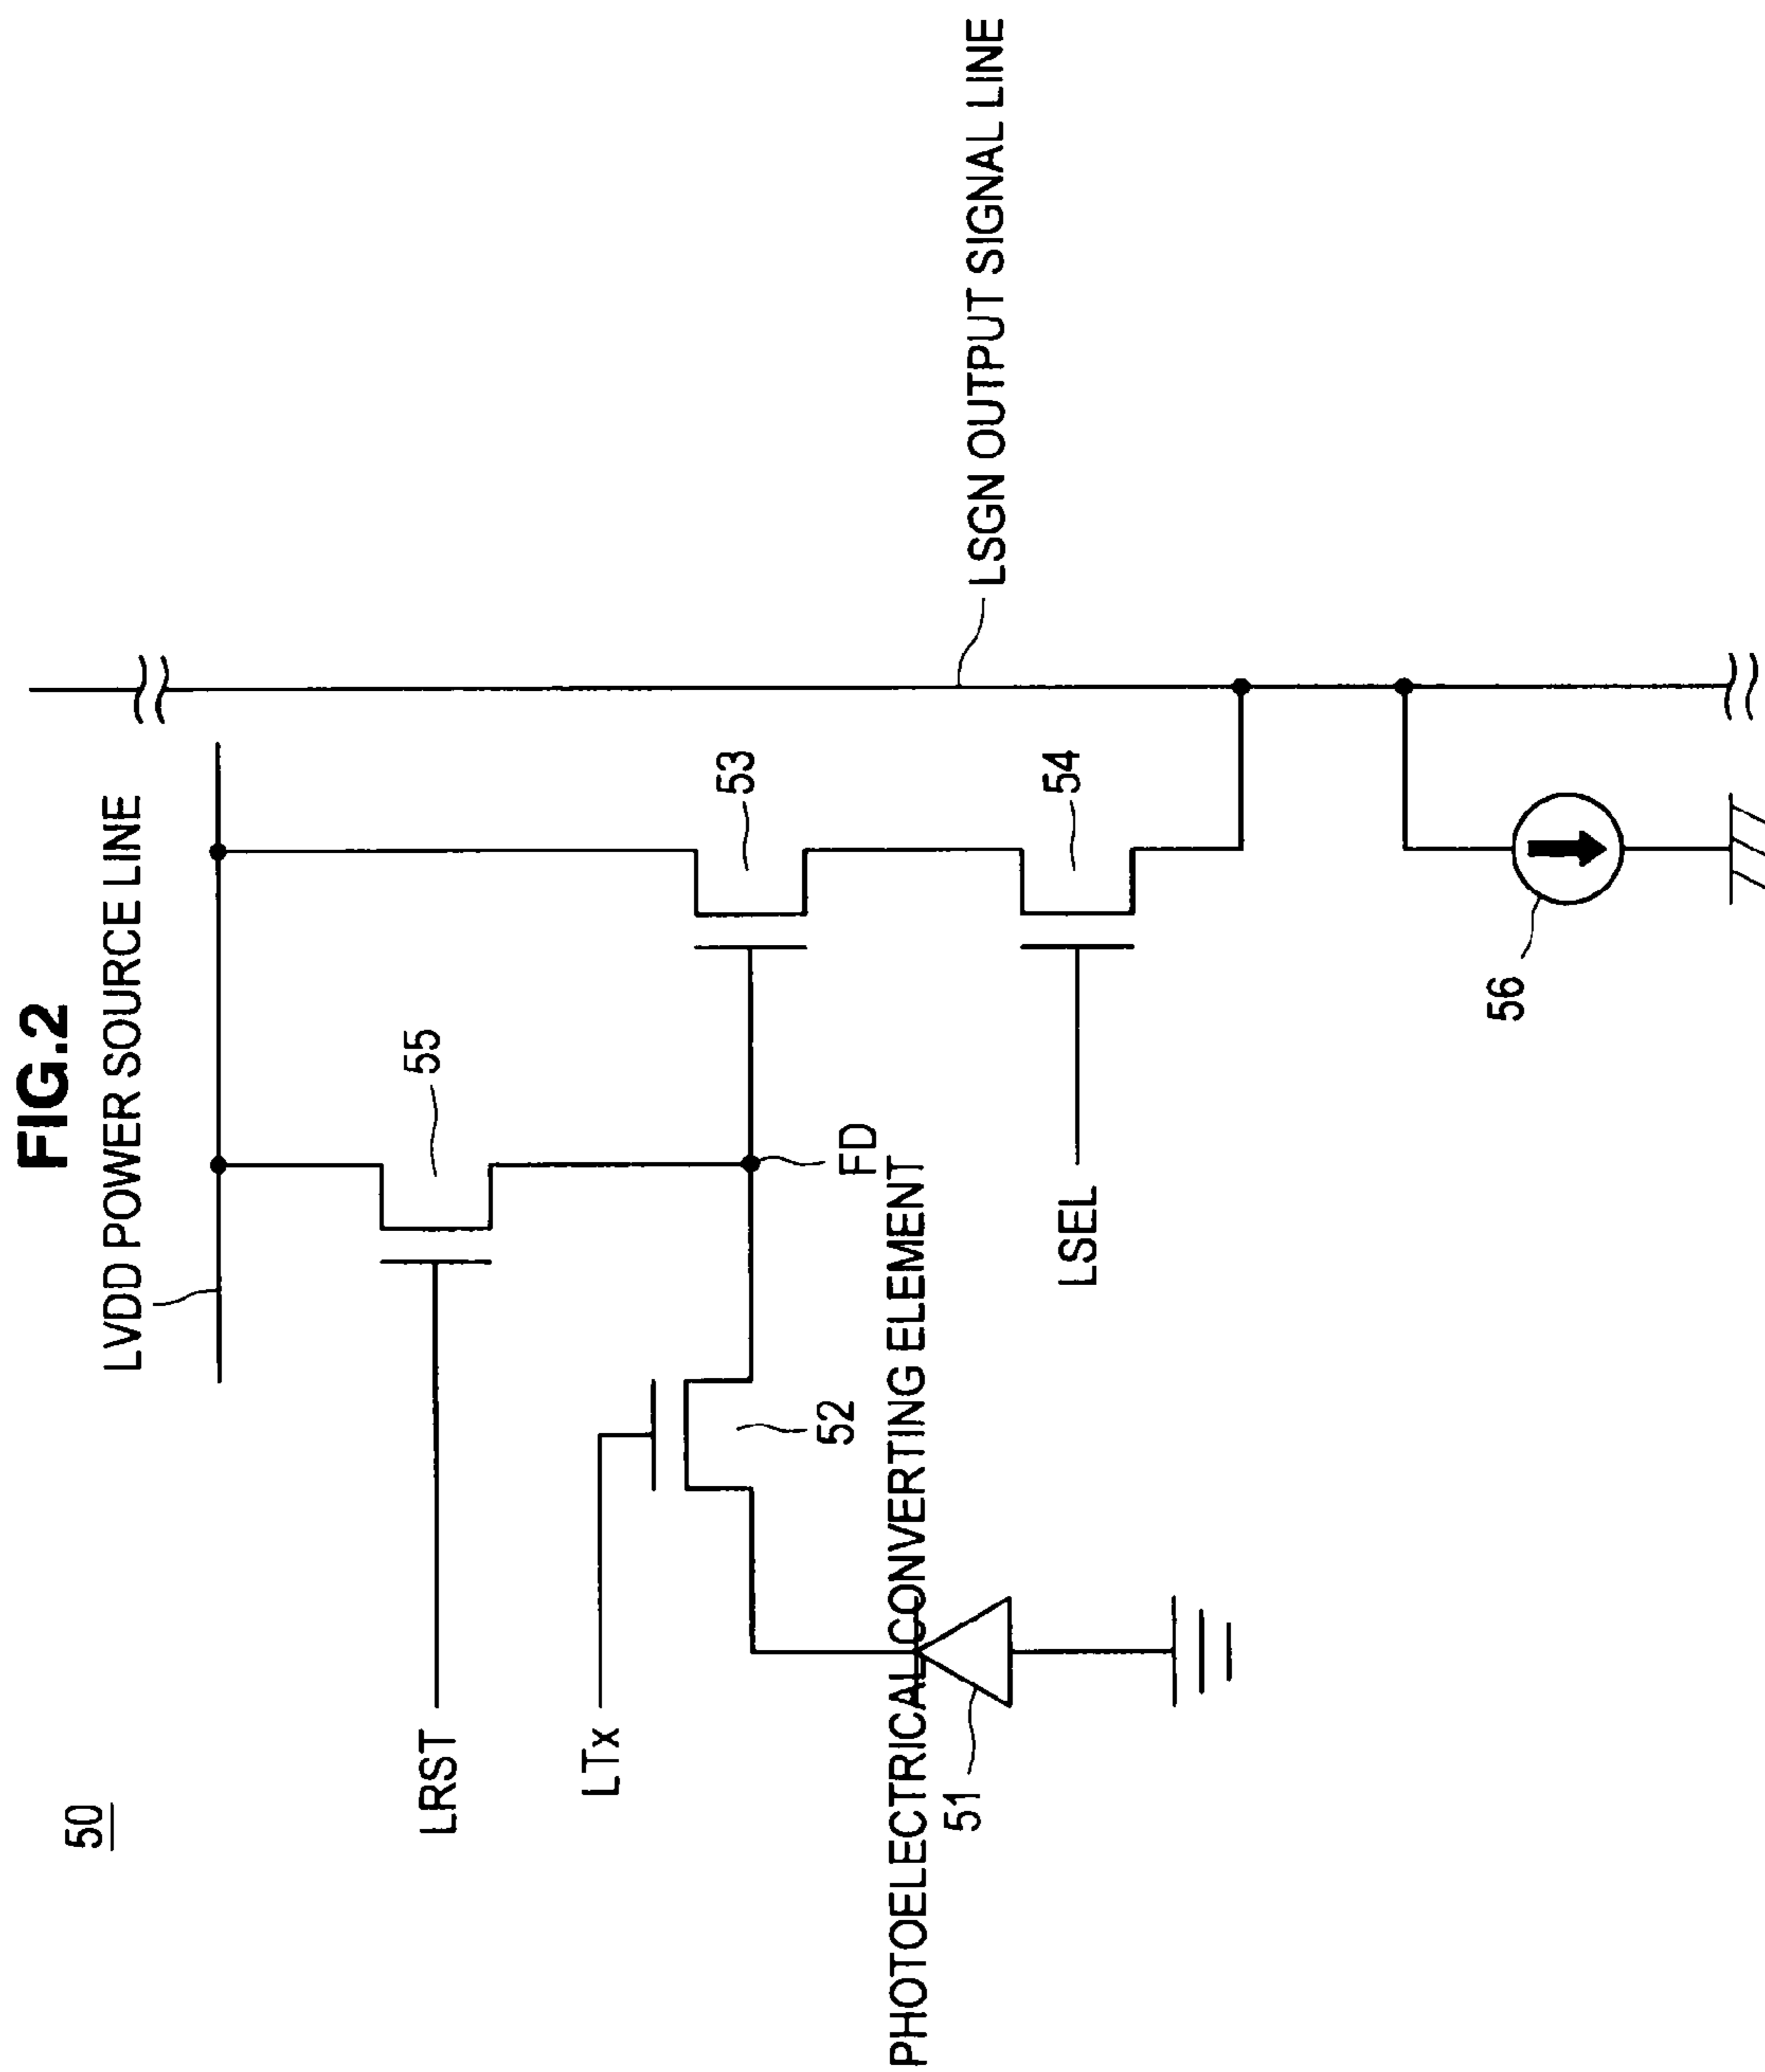 FIG.2
50
LVDD POWER SOURCE LINE
LRST
55
LTx
52
FD
53
PHOTOELECTRICAL CONVERTING ELEMENT
51
LSEL
54
LSGN OUTPUT SIGNAL LINE
56